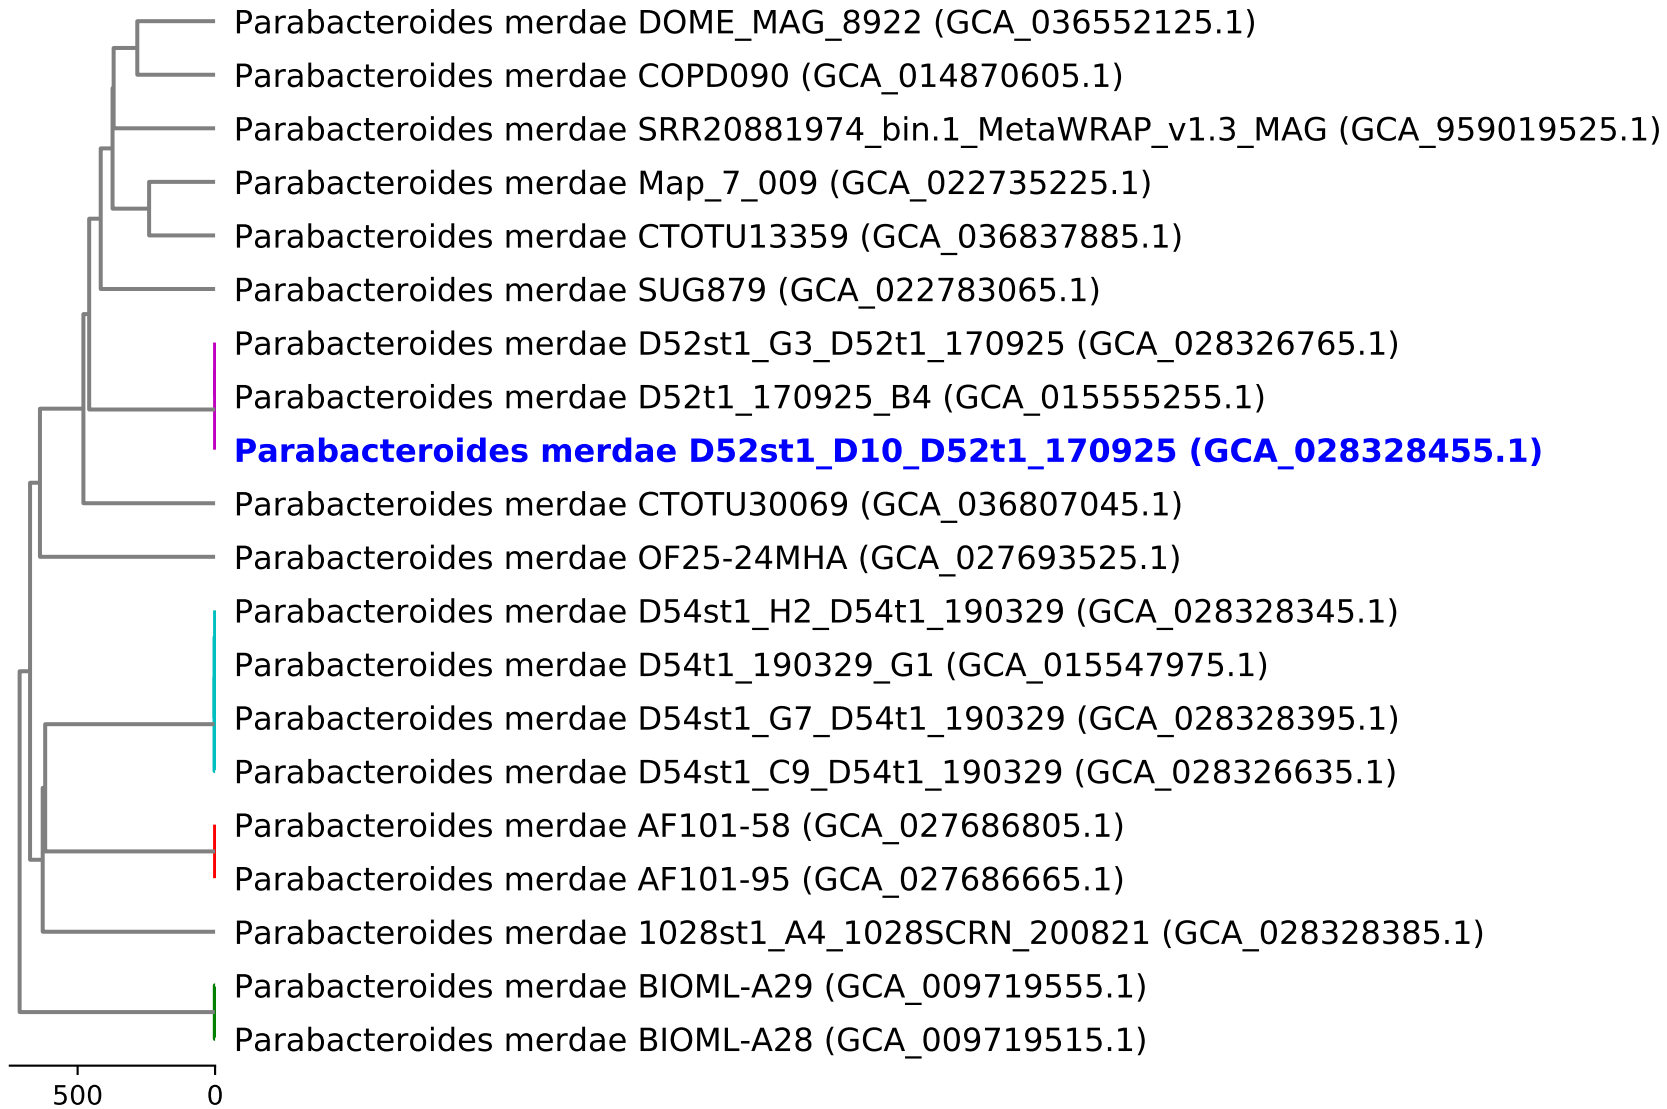 Parabacteroides merdae DOME_MAG_8922 (GCA_036552125.1)
Parabacteroides merdae COPD090 (GCA_014870605.1)
Parabacteroides merdae SRR20881974_bin.1_MetaWRAP_v1.3_MAG (GCA_959019525.1)
Parabacteroides merdae Map_7_009 (GCA_022735225.1)
Parabacteroides merdae CTOTU13359 (GCA_036837885.1)
Parabacteroides merdae SUG879 (GCA_022783065.1)
Parabacteroides merdae D52st1_G3_D52t1_170925 (GCA_028326765.1)
Parabacteroides merdae D52t1_170925_B4 (GCA_015555255.1)
Parabacteroides merdae D52st1_D10_D52t1_170925 (GCA_028328455.1)
Parabacteroides merdae CTOTU30069 (GCA_036807045.1)
Parabacteroides merdae OF25-24MHA (GCA_027693525.1)
Parabacteroides merdae D54st1_H2_D54t1_190329 (GCA_028328345.1)
Parabacteroides merdae D54t1_190329_G1 (GCA_015547975.1)
Parabacteroides merdae D54st1_G7_D54t1_190329 (GCA_028328395.1)
Parabacteroides merdae D54st1_C9_D54t1_190329 (GCA_028326635.1)
Parabacteroides merdae AF101-58 (GCA_027686805.1)
Parabacteroides merdae AF101-95 (GCA_027686665.1)
Parabacteroides merdae 1028st1_A4_1028SCRN_200821 (GCA_028328385.1)
Parabacteroides merdae BIOML-A29 (GCA_009719555.1)
Parabacteroides merdae BIOML-A28 (GCA_009719515.1)
500 0